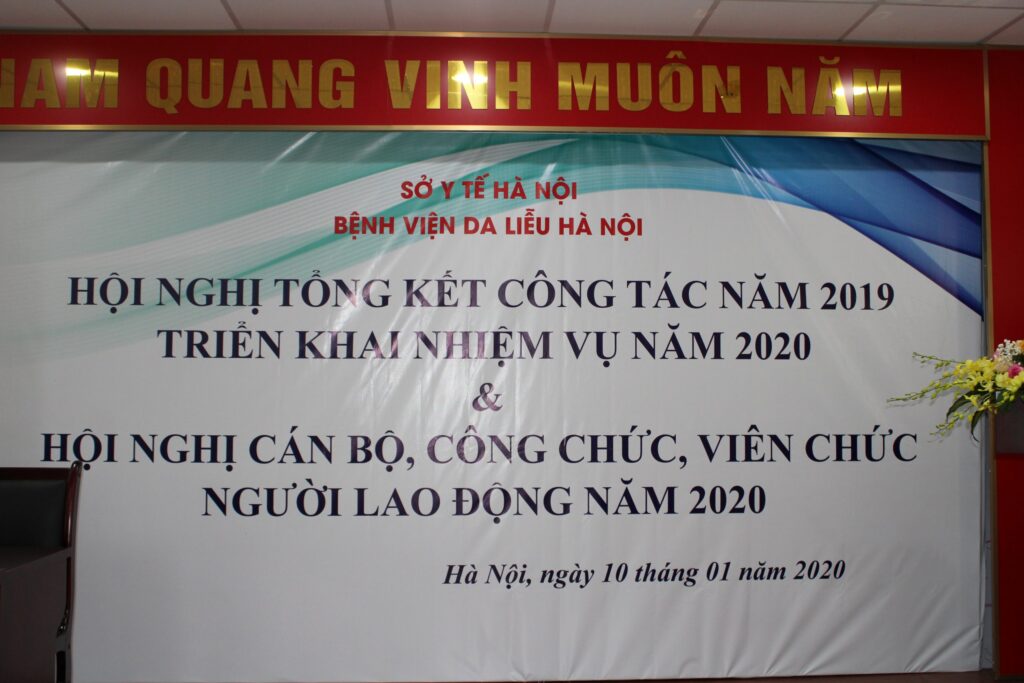 NAM QUANG VINH MUÔN NĂM
SỞ Y TẾ HÀ NỘI
BỆNH VIỆN DA LIỄU HÀ NỘI
HỘI NGHỊ TỔNG KẾT CÔNG TÁC NĂM 2019
TRIỂN KHAI NHIỆM VỤ NĂM 2020
&
HỘI NGHỊ CÁN BỘ, CÔNG CHỨC, VIÊN CHỨC
NGƯỜI LAO ĐỘNG NĂM 2020
Hà Nội, ngày 10 tháng 01 năm 2020